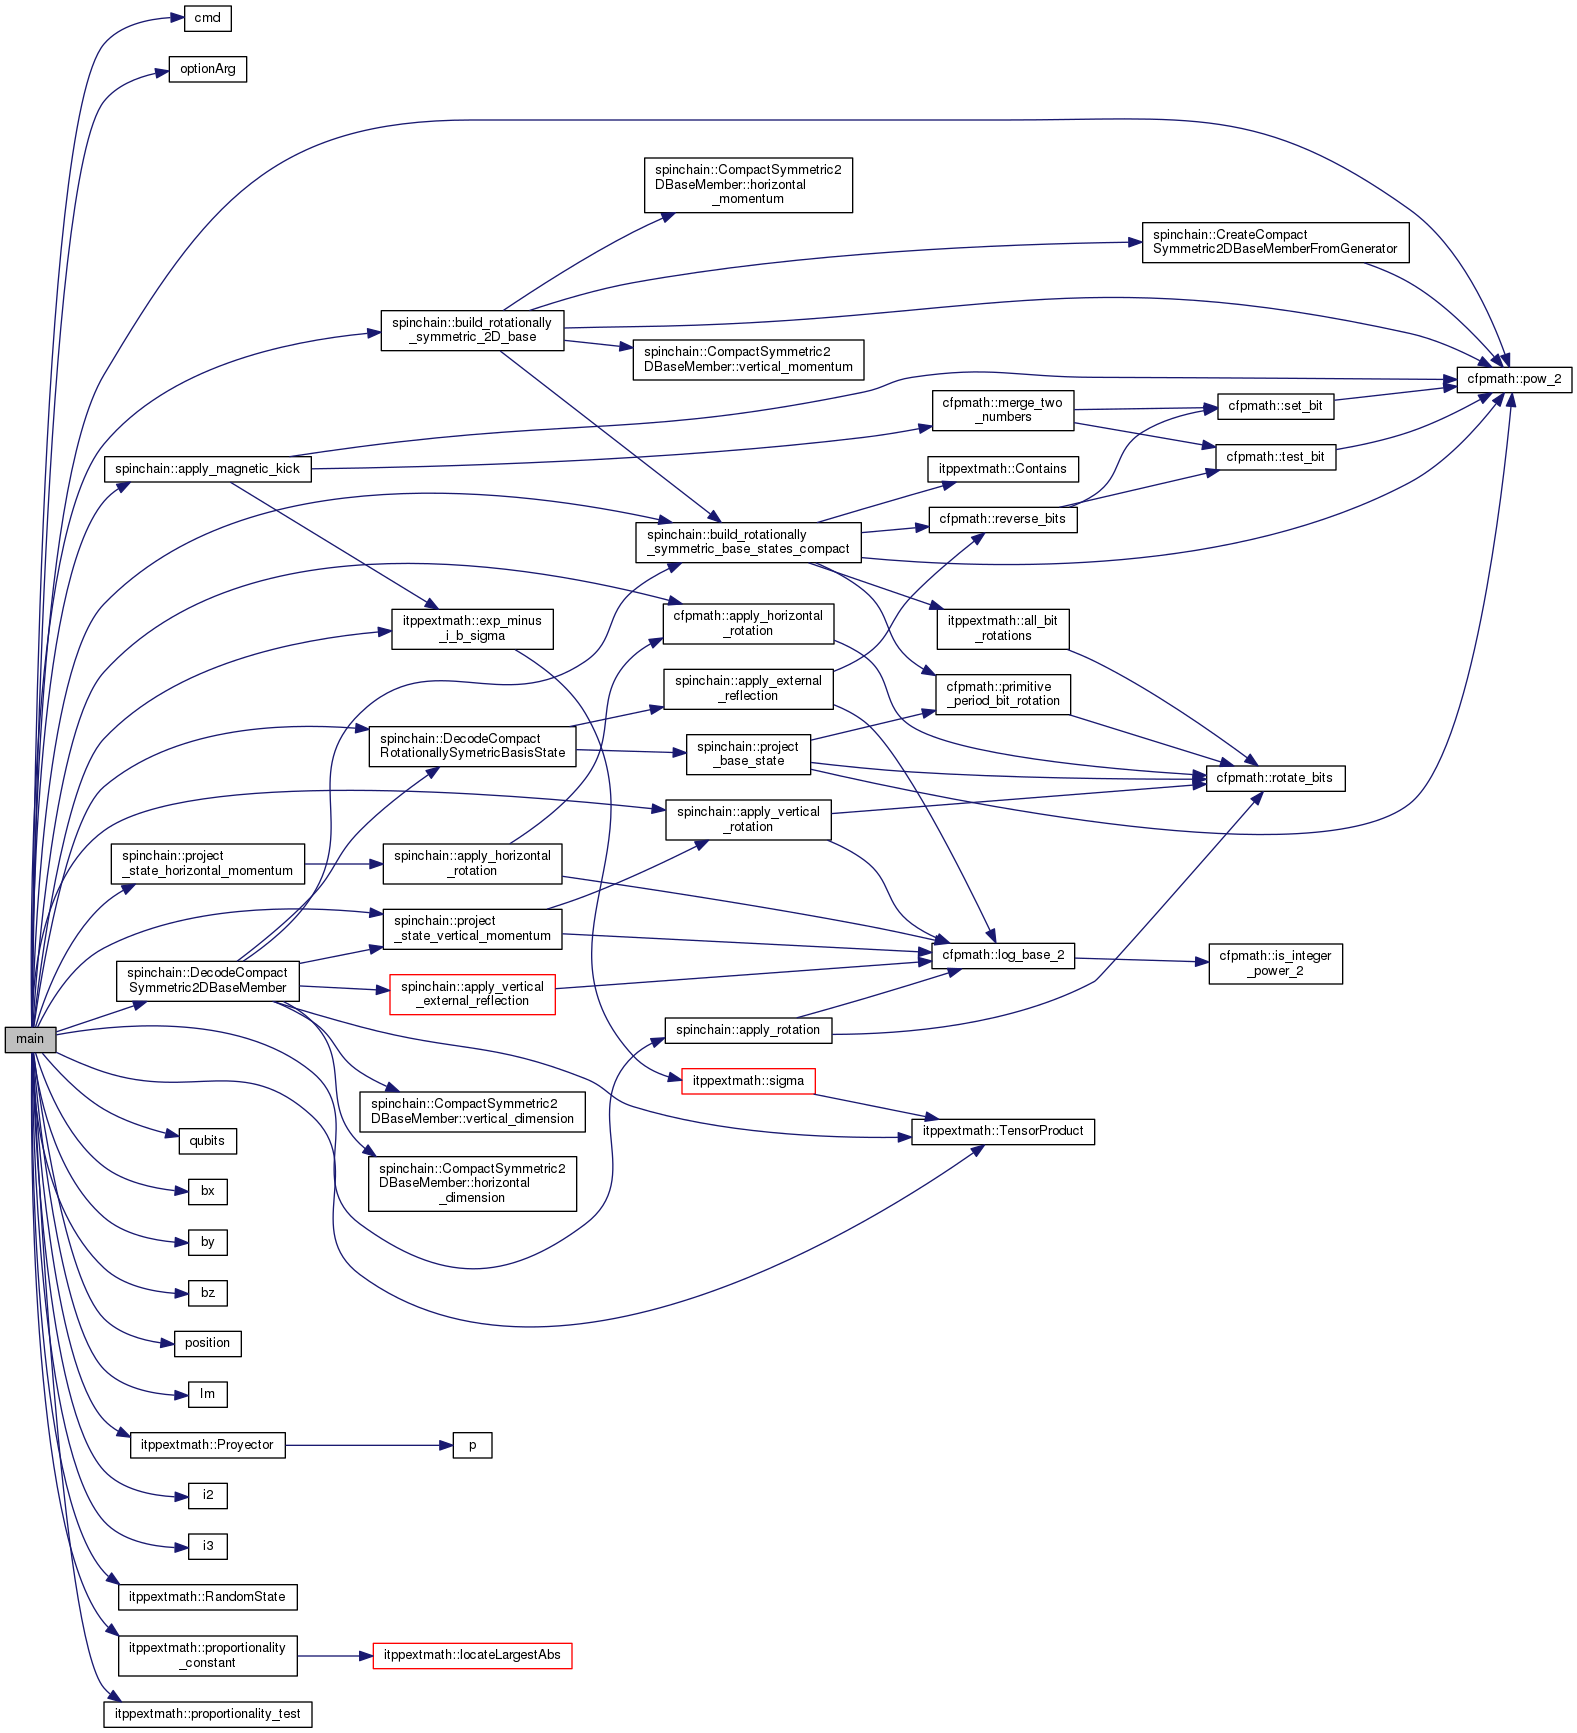 cmd
optionArg
spinchain::CompactSymmetric2
DBaseMember::horizontal
_momentum
spinchain::CreateCompact
Symmetric2DBaseMemberFromGenerator
spinchain::build_rotationally
_symmetric_2D_base
spinchain::CompactSymmetric2
DBaseMember::vertical_momentum
cfpmath::pow_2
cfpmath::merge_two
_numbers
cfpmath::set_bit
spinchain::apply_magnetic_kick
itppextmath::Contains
cfpmath::test_bit
cfpmath::reverse_bits
spinchain::build_rotationally
_symmetric_base_states_compact
itppextmath::exp_minus
_i_b_sigma
cfpmath::apply_horizontal
_rotation
itppextmath::all_bit
_rotations
spinchain::apply_external
_reflection
cfpmath::primitive
_period_bit_rotation
spinchain::DecodeCompact
RotationallySymetricBasisState
spinchain::project
_base_state
cfpmath::rotate_bits
spinchain::apply_vertical
_rotation
spinchain::project
_state_horizontal_momentum
spinchain::apply_horizontal
_rotation
spinchain::project
_state_vertical_momentum
cfpmath::log_base_2
cfpmath::is_integer
_power_2
spinchain::DecodeCompact
Symmetric2DBaseMember
spinchain::apply_vertical
_external_reflection
main
spinchain::apply_rotation
itppextmath::sigma
spinchain::CompactSymmetric2
DBaseMember::vertical_dimension
itppextmath::TensorProduct
qubits
spinchain::CompactSymmetric2
DBaseMember::horizontal
_dimension
bx
by
bz
position
lm
itppextmath::Proyector
p
i2
i3
itppextmath::RandomState
itppextmath::proportionality
_constant
itppextmath::locateLargestAbs
itppextmath::proportionality_test